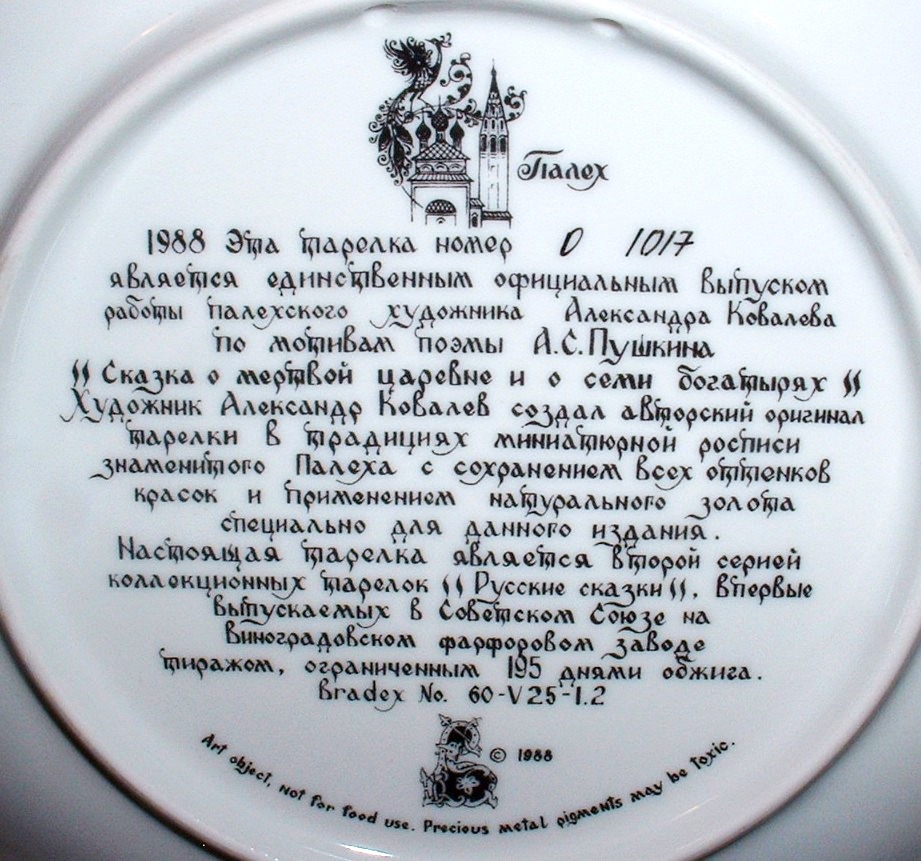 Палех
1988 Эта тарелка номер 0 1017
является единственным официальным выпуском
работы палехского художника Александра Ковалева
по мотивам поэмы А.С.Пушкина
"Сказка о мертвой царевне и о семи богатырях"
Художник Александр Ковалев создал авторский оригинал
тарелки в традициях миниатюрной росписи
знаменитого Палеха с сохранением всех оттенков
красок и применением натурального золота
специально для данного издания.
Настоящая тарелка является второй серией
коллекционных тарелок "Русские сказки", впервые
выпускаемых в Советском Союзе на
Виноградовском фарфоровом заводе
тиражом, ограниченным 195 днями обжига.
Bradex No. 60-V25-1.2
© 1988
Art object, not for food use. Precious metal pigments may be toxic.